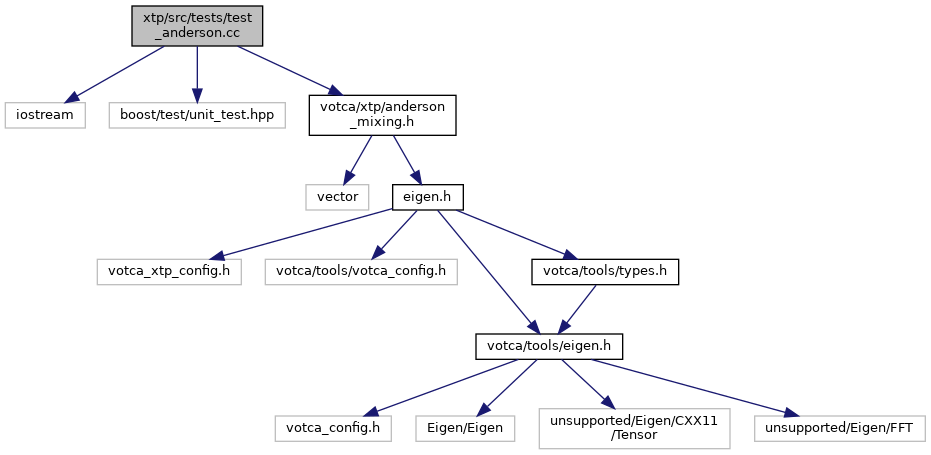 xtp/src/tests/test
_anderson.cc
iostream
boost/test/unit_test.hpp
votca/xtp/anderson
_mixing.h
vector
eigen.h
votca_xtp_config.h
votca/tools/votca_config.h
votca/tools/types.h
votca/tools/eigen.h
votca_config.h
Eigen/Eigen
unsupported/Eigen/CXX11
/Tensor
unsupported/Eigen/FFT